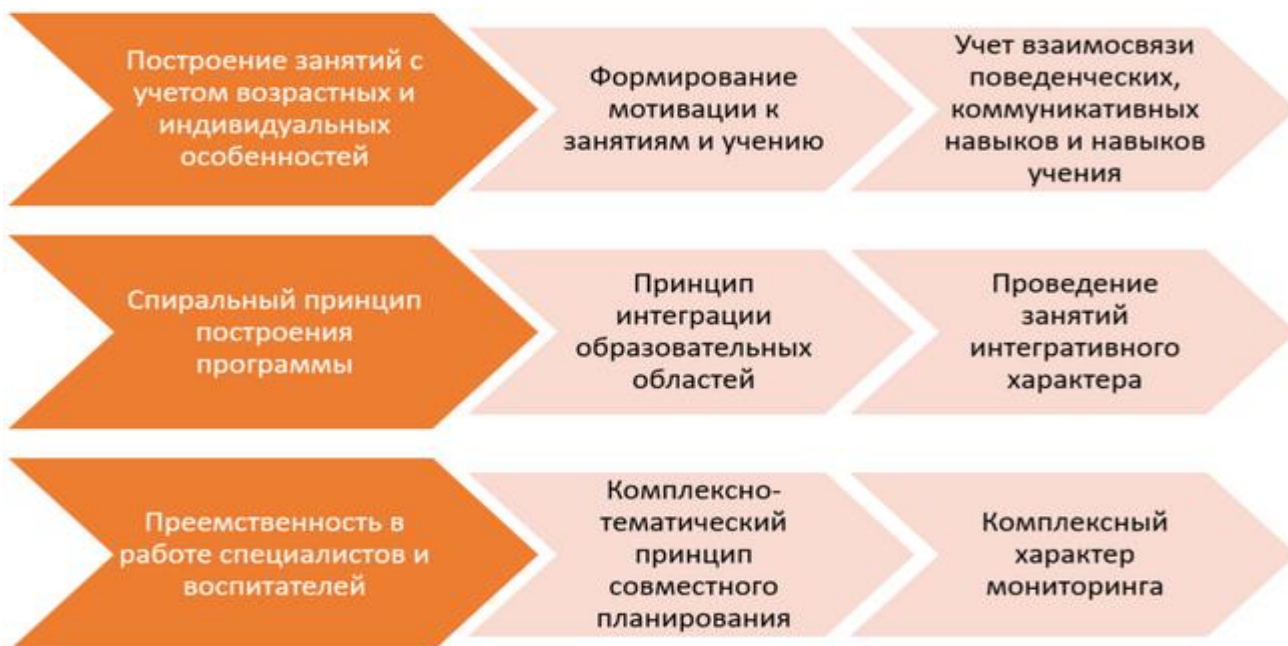 Построение занятий с
учетом возрастных и
индивидуальных
особенностей
Формирование
мотивации к
занятиям и учению
Учет взаимосвязи
поведенческих,
коммуникативных
навыков и навыков
учения
Спиральный принцип
построения
программы
Принцип
интеграции
образовательных
областей
Проведение
занятий
интегративного
характера
Преемственность в
работе специалистов и
воспитателей
Комплексно-
тематический
принцип
совместного
планирования
Комплексный
характер
мониторинга